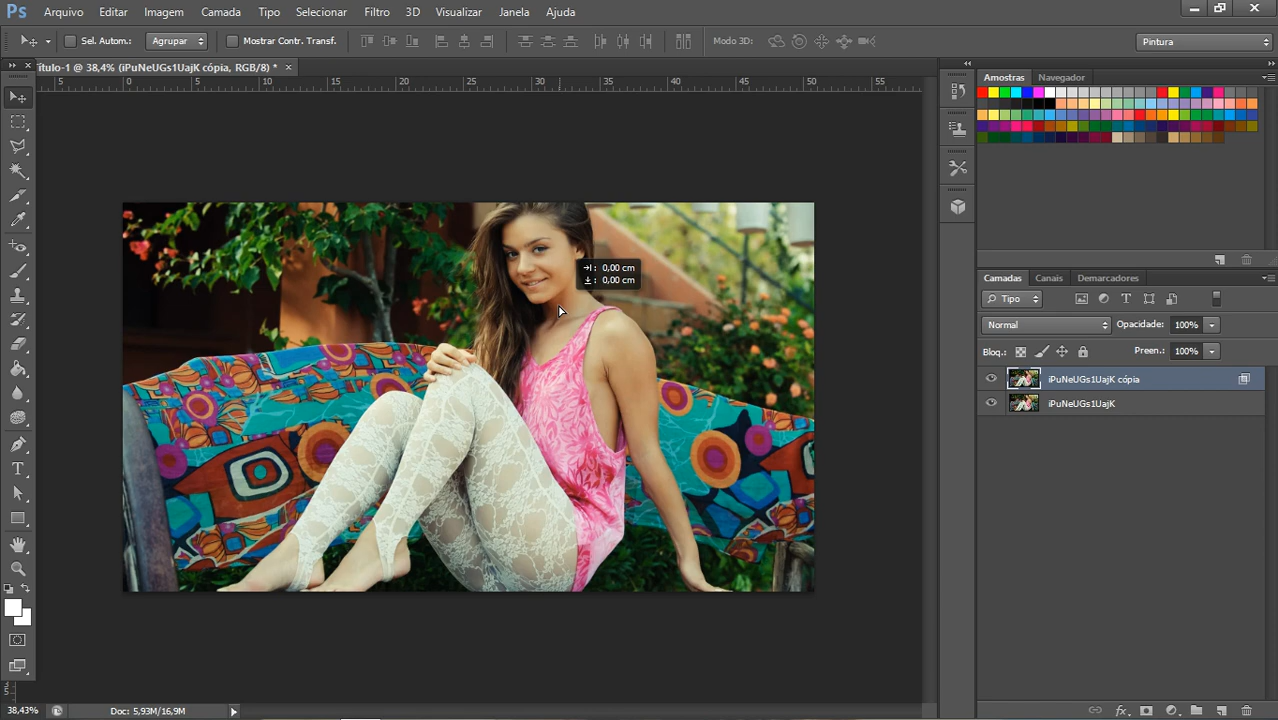 Ps Arquivo Editar Imagem Camada Tipo Selecionar Filtro 3D Visualizar Janela Ajuda
Sel. Autom.: Agrupar Mostrar Contr. Transf. Modo 3D: Pintura
ítulo-1 @ 38,4% (iPuNeUGs1UajK cópia, RGB/8) *
5 0 5 10 15 20 25 30 35 40 45 50 55
Amostras Navegador
: 0,00 cm
: 0,00 cm
Camadas Canais Demarcadores
Tipo
Normal Opacidade: 100%
Bloq.: Preen.: 100%
iPuNeUGs1UajK cópia
iPuNeUGs1UajK
38,43% Doc: 5,93M/16,9M